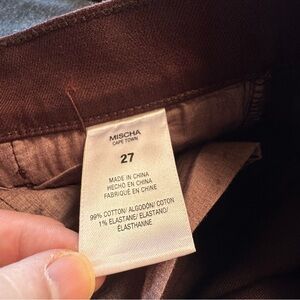 MISCHA
CAPE TOWN
27
MADE IN CHINA
HECHO EN CHINA
FABRIQUÉ EN CHINE
99% COTTON/ ALGODÓN/ COTON
1% ELASTANE/ ELASTANO/
ÉLASTHANNE